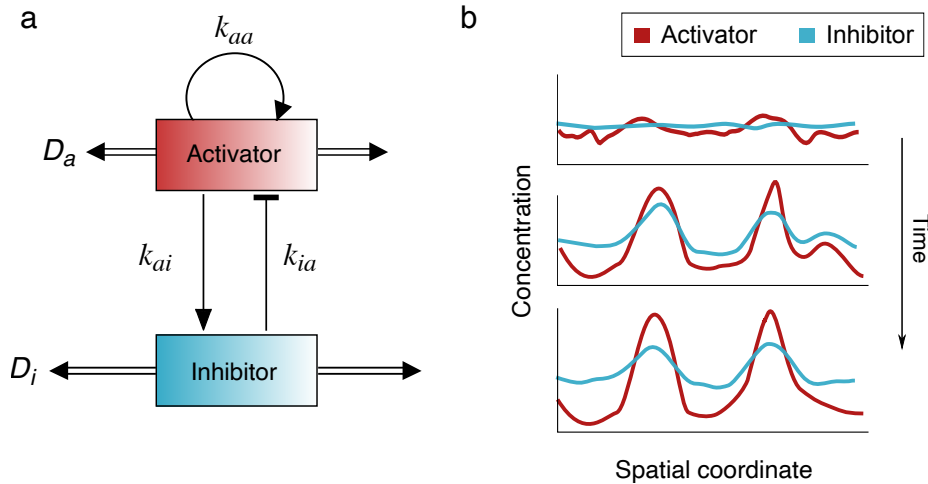 a
k_aa
D_a
Activator
k_ai
k_ia
D_i
Inhibitor
b
Activator Inhibitor
Concentration
Time
Spatial coordinate